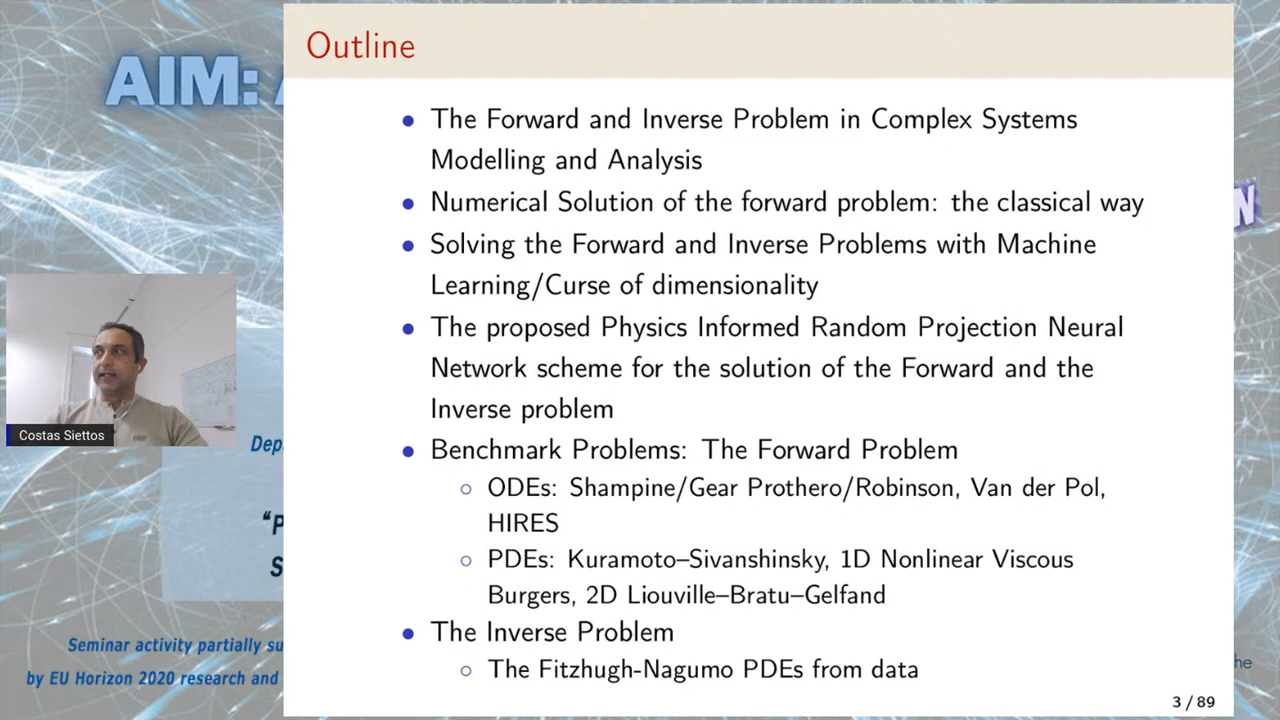 AIM:
Outline
• The Forward and Inverse Problem in Complex Systems
Modelling and Analysis
• Numerical Solution of the forward problem: the classical way
• Solving the Forward and Inverse Problems with Machine
Learning/Curse of dimensionality
• The proposed Physics Informed Random Projection Neural
Network scheme for the solution of the Forward and the
Inverse problem
• Benchmark Problems: The Forward Problem
○ ODEs: Shampine/Gear Prothero/Robinson, Van der Pol,
HIRES
○ PDEs: Kuramoto–Sivanshinsky, 1D Nonlinear Viscous
Burgers, 2D Liouville–Bratu–Gelfand
• The Inverse Problem
○ The Fitzhugh-Nagumo PDEs from data
3 / 89
Costas Siettos
Seminar activity partially su
by EU Horizon 2020 research and